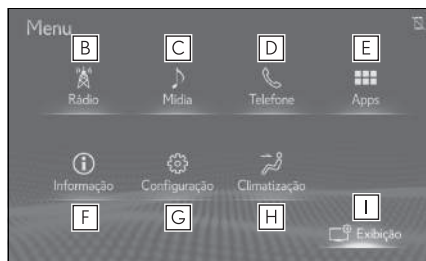 Menu
B C D E
Rádio Mídia Telefone Apps
Informação Configuração Climatização
F G H I
Exibição